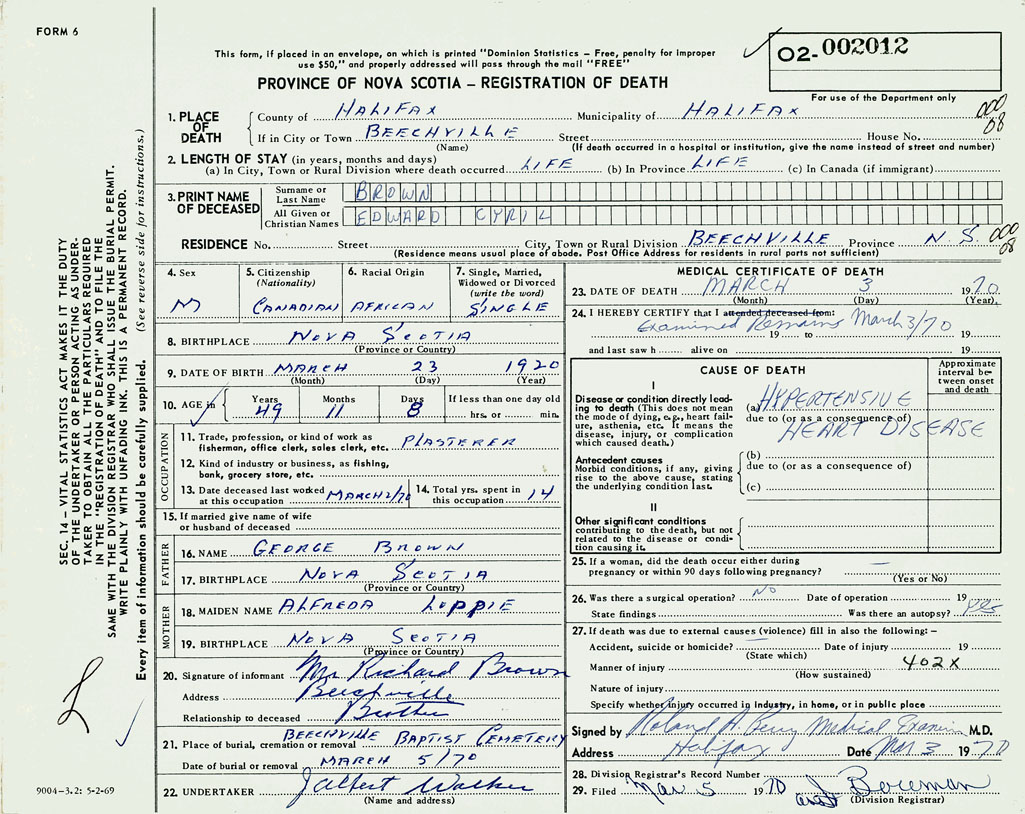 FORM 6
This form, if placed in an envelope, on which is printed "Dominion Statistics – Free, penalty for improper
use $50," and properly addressed will pass through the mail "FREE"
O2- 002012
PROVINCE OF NOVA SCOTIA – REGISTRATION OF DEATH
For use of the Department only
1. PLACE OF DEATH
County of HALIFAX Municipality of HALIFAX 000
If in City or Town BEECHVILLE Street House No. 08
(Name) (If death occurred in a hospital or institution, give the name instead of street and number)
2. LENGTH OF STAY (in years, months and days)
(a) In City, Town or Rural Division where death occurred LIFE (b) In Province LIFE (c) In Canada (if immigrant)
3. PRINT NAME OF DECEASED
Surname or Last Name BROWN
All Given or Christian Names EDWARD CYRIL
RESIDENCE No. Street City, Town or Rural Division BEECHVILLE Province N.S. 000 08
(Residence means usual place of abode. Post Office Address for residents in rural parts not sufficient)
4. Sex M
5. Citizenship (Nationality) CANADIAN
6. Racial Origin AFRICAN
7. Single, Married, Widowed or Divorced (write the word) SINGLE
8. BIRTHPLACE NOVA SCOTIA
(Province or Country)
9. DATE OF BIRTH MARCH 23 1920
(Month) (Day) (Year)
10. AGE in Years 49 Months 11 Days 8 If less than one day old hrs. or min.
OCCUPATION
11. Trade, profession, or kind of work as
fisherman, office clerk, sales clerk, etc. PLASTERER
12. Kind of industry or business, as fishing,
bank, grocery store, etc.
13. Date deceased last worked at this occupation MARCH 2/70 14. Total yrs. spent in this occupation 14
15. If married give name of wife
or husband of deceased
FATHER
16. NAME GEORGE BROWN
17. BIRTHPLACE NOVA SCOTIA
(Province or Country)
MOTHER
18. MAIDEN NAME ALFREDA LOPPIE
19. BIRTHPLACE NOVA SCOTIA
(Province or Country)
20. Signature of informant Mr Richard Brown
Address Beechville
Relationship to deceased Brother
21. Place of burial, cremation or removal BEECHVILLE BAPTIST CEMETERY
Date of burial or removal MARCH 5/70
22. UNDERTAKER Walker
(Name and address)
MEDICAL CERTIFICATE OF DEATH
23. DATE OF DEATH MARCH 3 1970
(Month) (Day) (Year)
24. I HEREBY CERTIFY that I attended deceased from:
Examined Remains March 3/70
19 to 19
and last saw h alive on 19
CAUSE OF DEATH
Approximate interval between onset and death
I
Disease or condition directly leading to death (This does not
mean the mode of dying, e.g., heart failure, asthenia, etc. It means the
disease, injury, or complication which caused death.)
(a) HYPERTENSIVE
due to (or as a consequence of)
HEART DISEASE
Antecedent causes
Morbid conditions, if any, giving
rise to the above cause, stating
the underlying condition last.
(b)
due to (or as a consequence of)
(c)
II
Other significant conditions
contributing to the death, but not
related to the disease or condition causing it.
25. If a woman, did the death occur either during
pregnancy or within 90 days following pregnancy? —
(Yes or No)
26. Was there a surgical operation? NO Date of operation 19
State findings Was there an autopsy? Yes
27. If death was due to external causes (violence) fill in also the following: –
Accident, suicide or homicide? Date of injury 19
(State which)
Manner of injury 402X
(How sustained)
Nature of injury
Specify whether injury occurred in industry, in home, or in public place
Signed by Roland H. Perry Medical Examin M.D.
Address Halifax Date Mar 3 1970
28. Division Registrar's Record Number
29. Filed Mar 5 1970 Bowman
(Division Registrar)
SEC. 14 – VITAL STATISTICS ACT MAKES IT THE DUTY
OF THE UNDERTAKER OR PERSON ACTING AS UNDER-
TAKER TO OBTAIN ALL THE PARTICULARS REQUIRED
IN THE "REGISTRATION OF DEATH" AND TO FILE THE
SAME WITH THE DIVISION REGISTRAR WHO SHALL ISSUE THE BURIAL PERMIT.
WRITE PLAINLY WITH UNFADING INK. THIS IS A PERMANENT RECORD.
Every item of information should be carefully supplied. (See reverse side for instructions.)
9004-3.2: 5-2-69